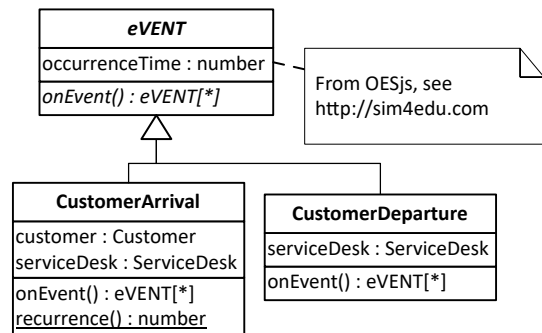 eVENT
occurrenceTime : number
onEvent() : eVENT[*]
From OESjs, see
http://sim4edu.com
CustomerArrival
customer : Customer
serviceDesk : ServiceDesk
onEvent() : eVENT[*]
recurrence() : number
CustomerDeparture
serviceDesk : ServiceDesk
onEvent() : eVENT[*]